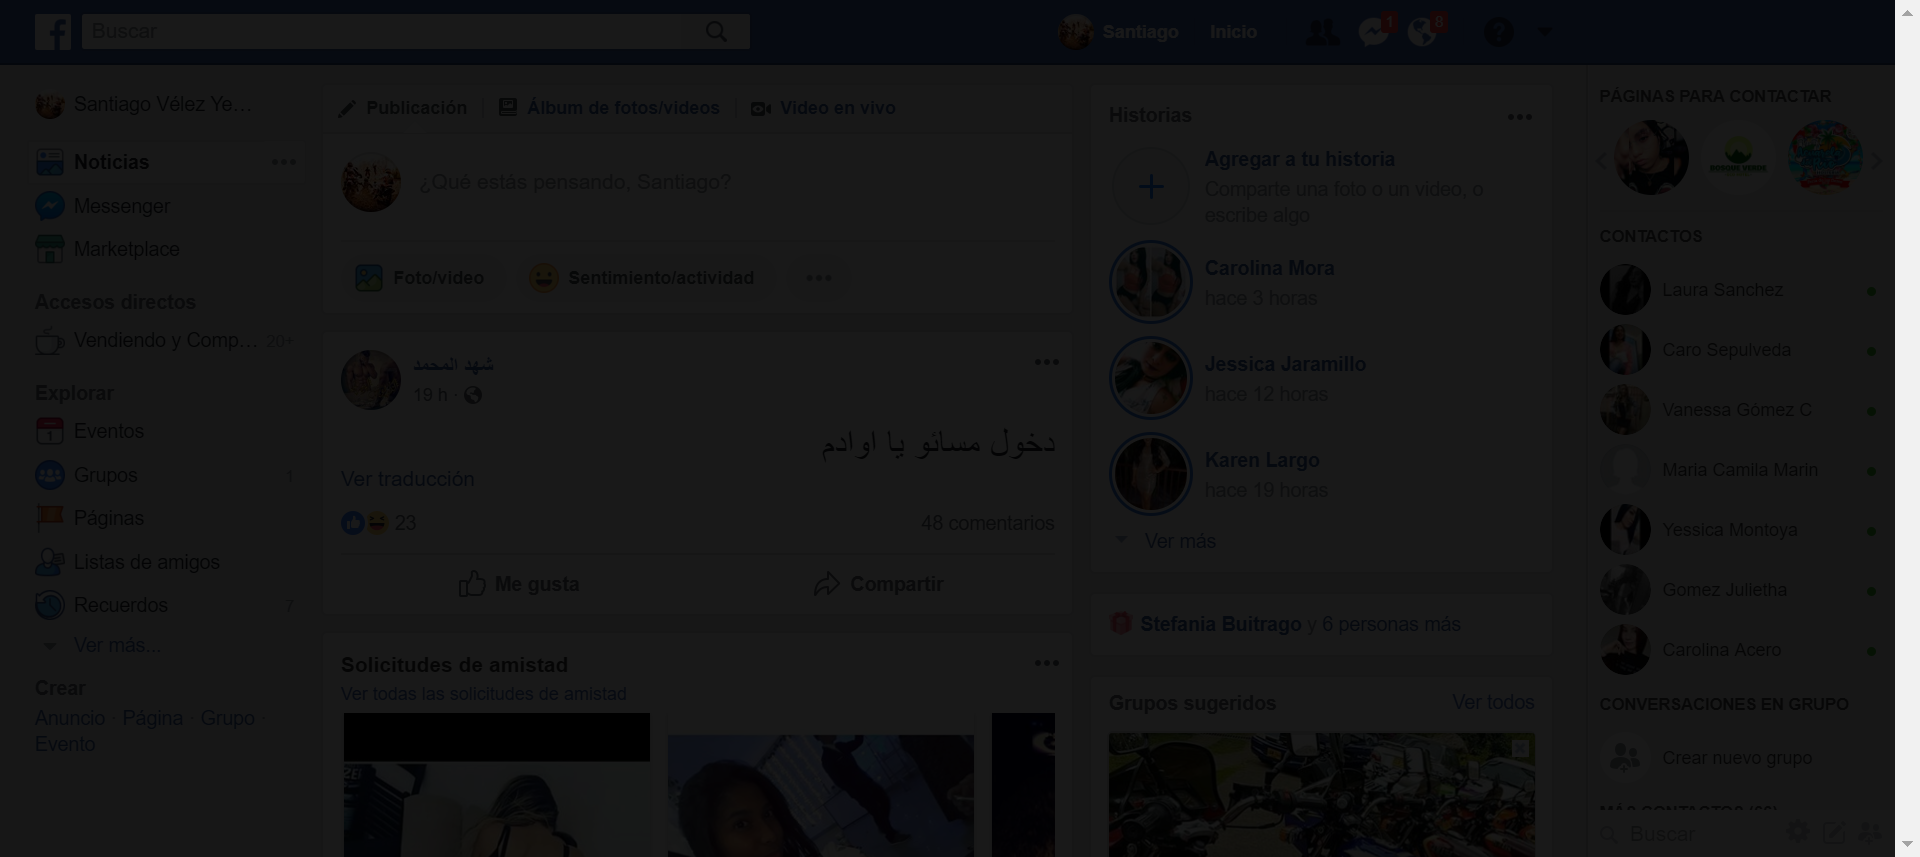 Buscar
Santiago
Inicio
1
8
?
Santiago Vélez Ye...
Noticias
Messenger
Marketplace
Accesos directos
Vendiendo y Comp... 20+
Explorar
1
Eventos
Grupos 1
Páginas
Listas de amigos
Recuerdos 7
Ver más...
Crear
Anuncio · Página · Grupo ·
Evento
Publicación
Álbum de fotos/videos
Video en vivo
¿Qué estás pensando, Santiago?
Foto/video
Sentimiento/actividad
شهد المحمد
19 h ·
دخول مسائو يا اوادم
Ver traducción
23
48 comentarios
Me gusta
Compartir
Solicitudes de amistad
Ver todas las solicitudes de amistad
Historias
Agregar a tu historia
Comparte una foto o un video, o
escribe algo
Carolina Mora
hace 3 horas
Jessica Jaramillo
hace 12 horas
Karen Largo
hace 19 horas
Ver más
Stefania Buitrago y 6 personas más
Grupos sugeridos
Ver todos
PÁGINAS PARA CONTACTAR
CONTACTOS
Laura Sanchez
Caro Sepulveda
Vanessa Gómez C
Maria Camila Marin
Yessica Montoya
Gomez Julietha
Carolina Acero
CONVERSACIONES EN GRUPO
Crear nuevo grupo
Buscar